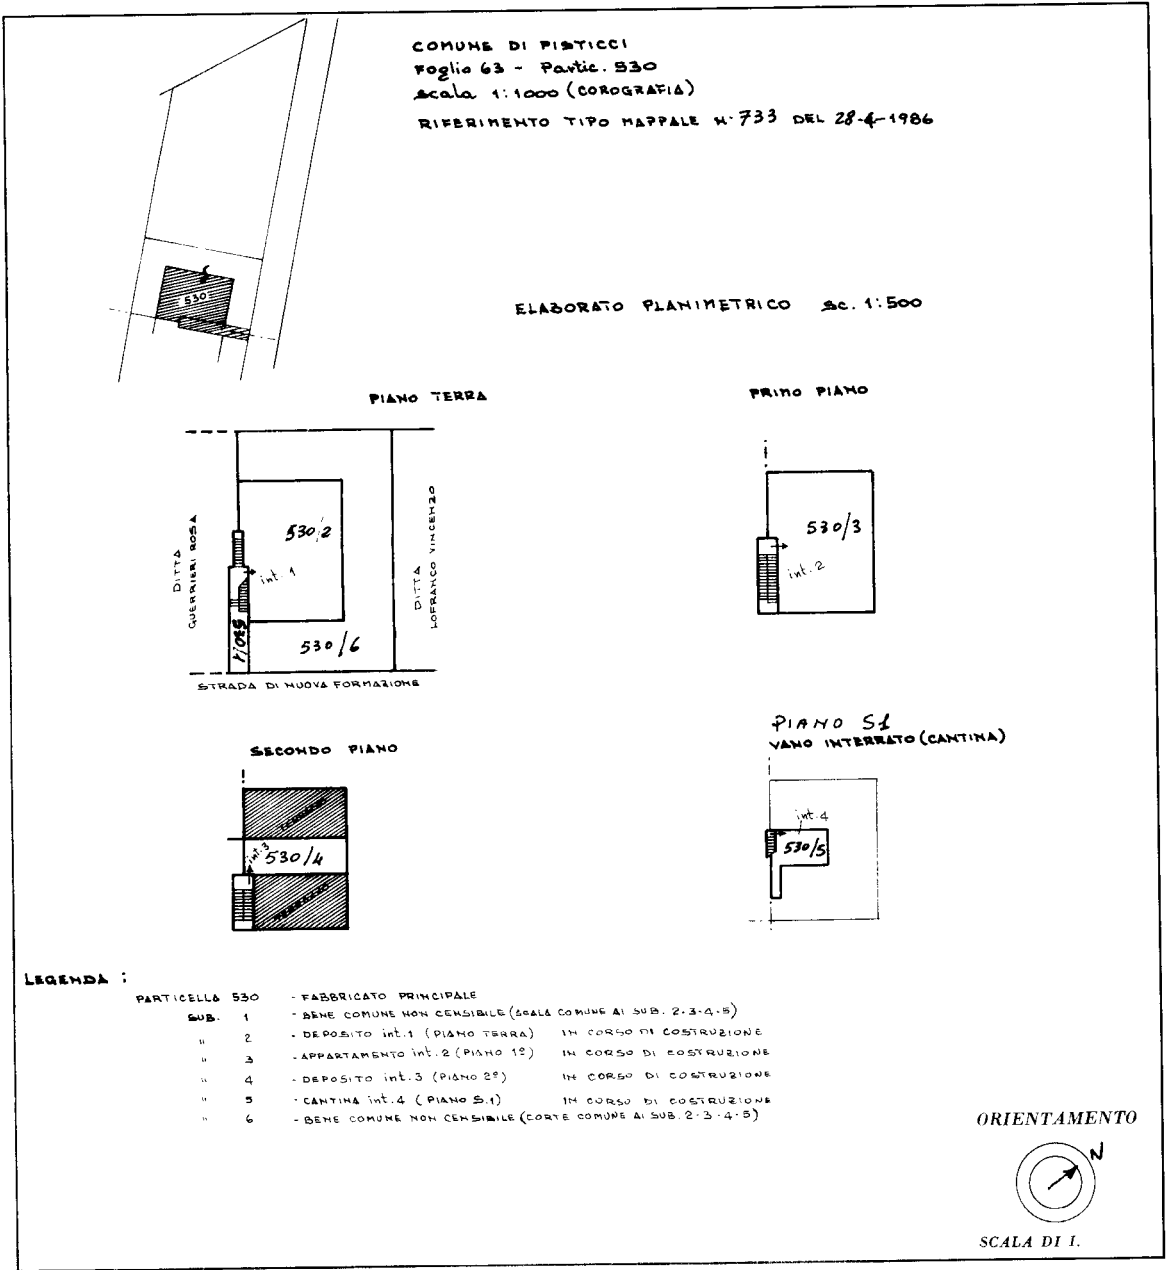 COMUNE DI PISTICCI
Foglio 63 - Partic. 530
scala 1:1000 (COROGRAFIA)
RIFERIMENTO TIPO MAPPALE N. 733 DEL 28-4-1986
530
ELABORATO PLANIMETRICO sc. 1:500
PIANO TERRA
DITTA
GUERRIERI ROSA
530/2
int. 1
530/1
530/6
DITTA
LOFRANCO VINCENZO
STRADA DI NUOVA FORMAZIONE
PRIMO PIANO
530/3
int. 2
SECONDO PIANO
TERRAZZO
int. 3
530/4
TERRAZZO
PIANO S1
VANO INTERRATO (CANTINA)
int. 4
530/5
LEGENDA :
PARTICELLA 530 - FABBRICATO PRINCIPALE
SUB. 1 - BENE COMUNE NON CENSIBILE (SCALA COMUNE AI SUB. 2-3-4-5)
" 2 - DEPOSITO int. 1 (PIANO TERRA) IN CORSO DI COSTRUZIONE
" 3 - APPARTAMENTO int. 2 (PIANO 1º) IN CORSO DI COSTRUZIONE
" 4 - DEPOSITO int. 3 (PIANO 2º) IN CORSO DI COSTRUZIONE
" 5 - CANTINA int. 4 (PIANO S.1) IN CORSO DI COSTRUZIONE
" 6 - BENE COMUNE NON CENSIBILE (CORTE COMUNE AI SUB. 2-3-4-5)
ORIENTAMENTO
N
SCALA DI 1.